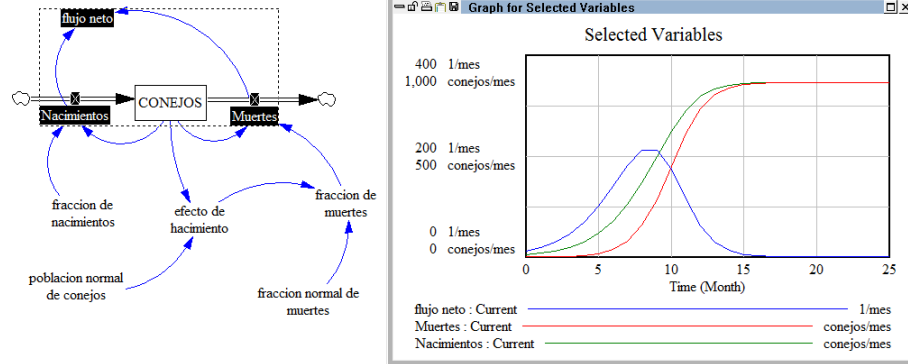 flujo neto
CONEJOS
Nacimientos
Muertes
fraccion de
nacimientos
efecto de
hacimiento
fraccion de
muertes
poblacion normal
de conejos
fraccion normal de
muertes
Graph for Selected Variables
Selected Variables
400 1/mes
1,000 conejos/mes
200 1/mes
500 conejos/mes
0 1/mes
0 conejos/mes
0 5 10 15 20 25
Time (Month)
flujo neto : Current 1/mes
Muertes : Current conejos/mes
Nacimientos : Current conejos/mes